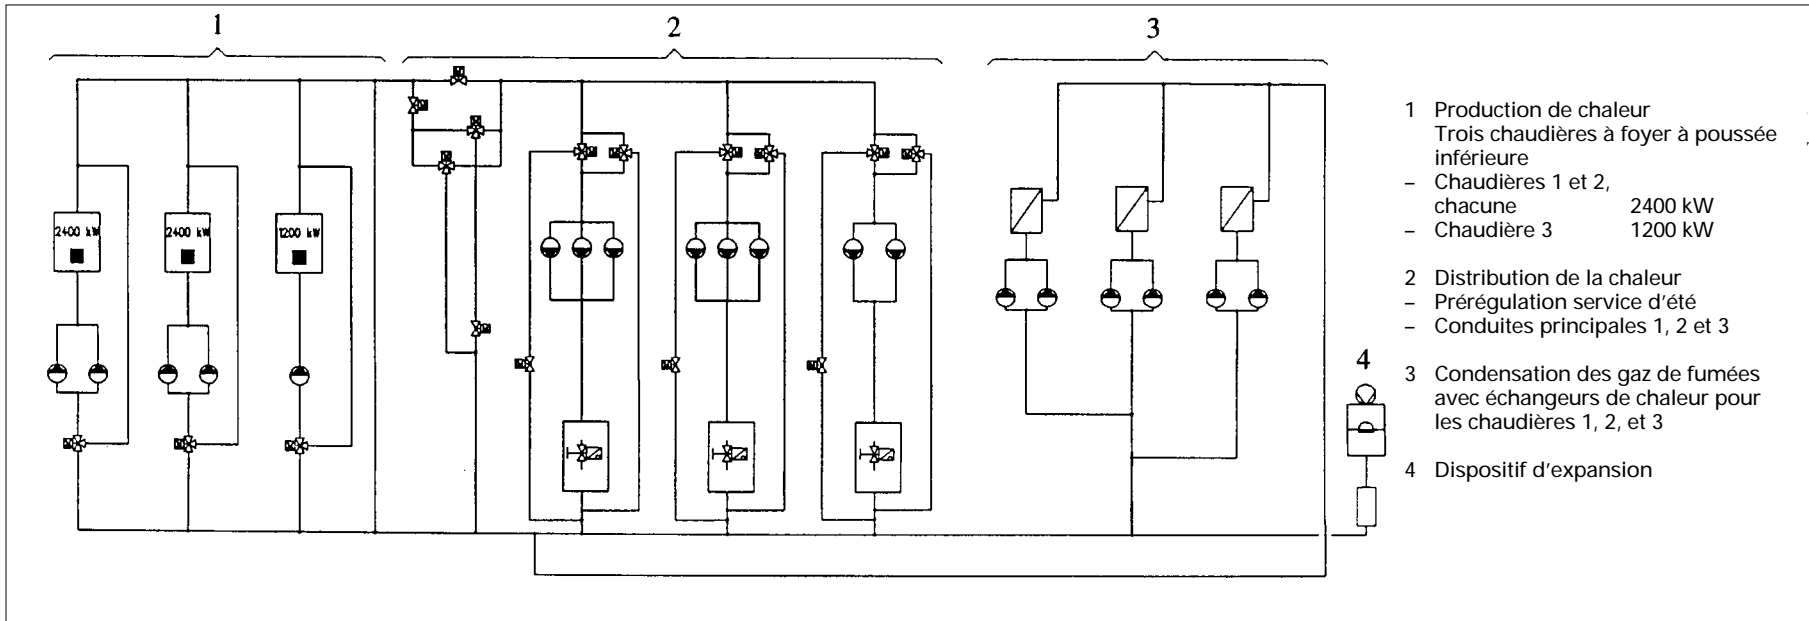 1
2
3
2400 kW
2400 kW
1200 kW
4
1 Production de chaleur
Trois chaudières à foyer à poussée
inférieure
– Chaudières 1 et 2,
chacune 2400 kW
– Chaudière 3 1200 kW
2 Distribution de la chaleur
– Prérégulation service d'été
– Conduites principales 1, 2 et 3
3 Condensation des gaz de fumées
avec échangeurs de chaleur pour
les chaudières 1, 2, et 3
4 Dispositif d'expansion